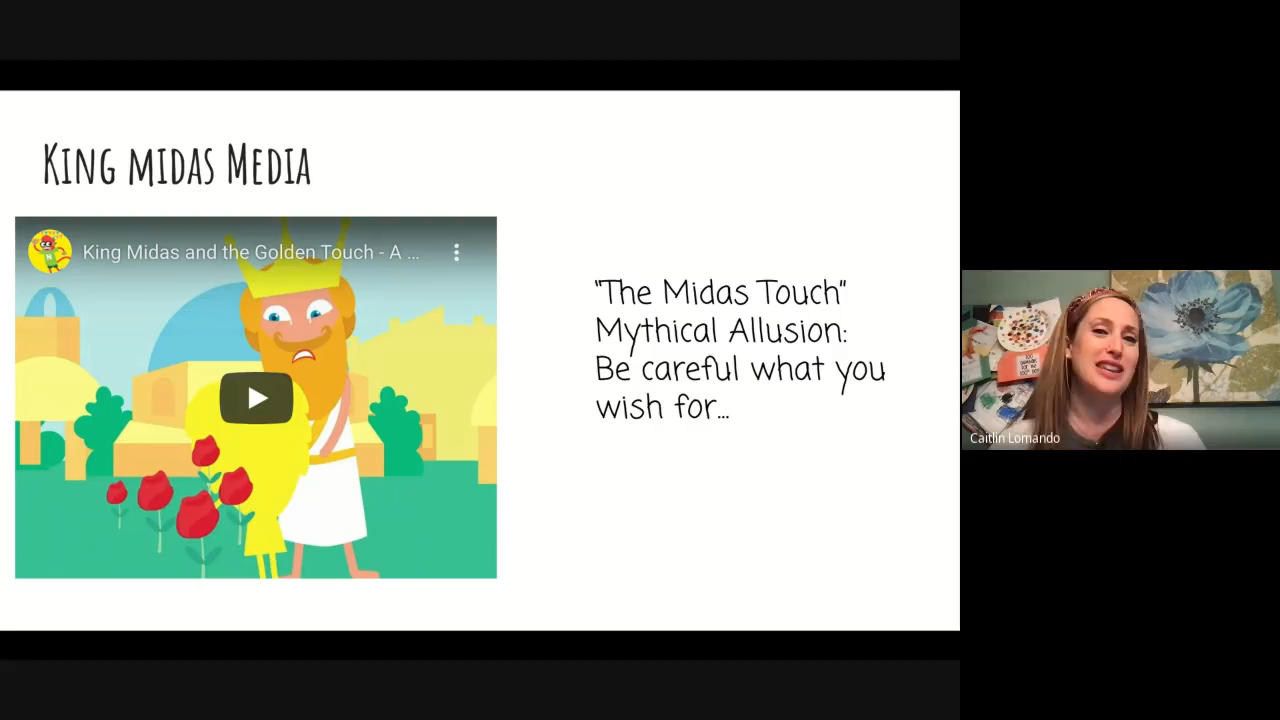 King midas Media
King Midas and the Golden Touch - A ...
"The Midas Touch"
Mythical Allusion:
Be careful what you
wish for...
Caitlin Lomando